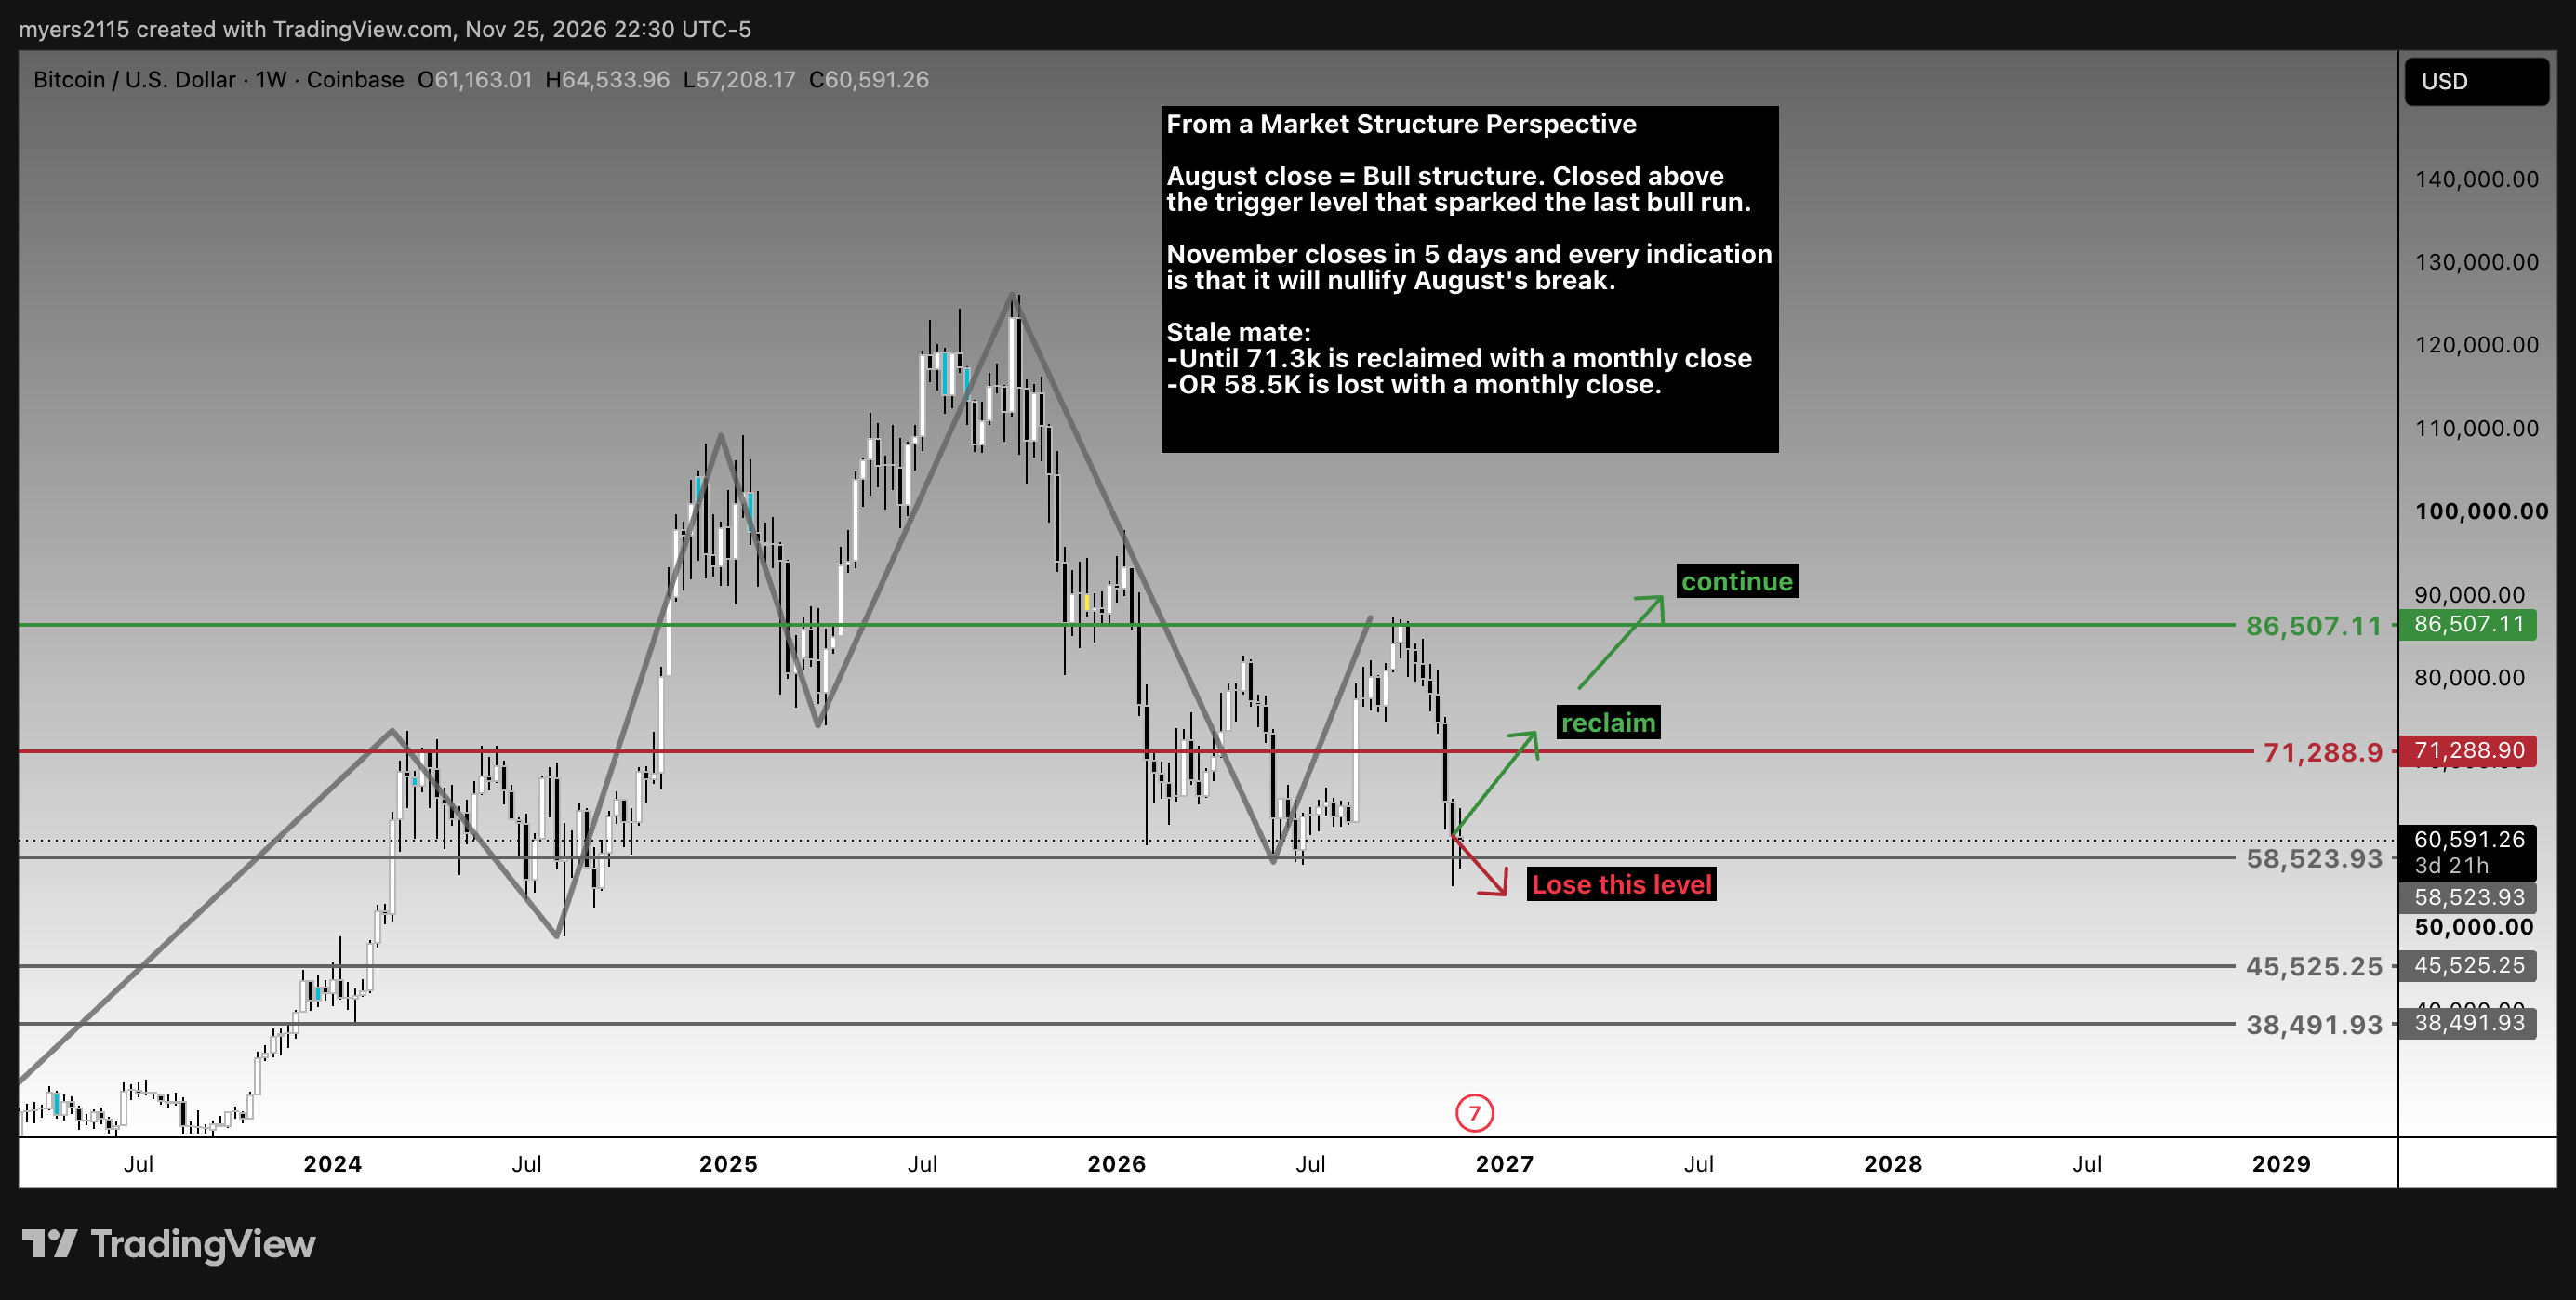 myers2115 created with TradingView.com, Nov 25, 2026 22:30 UTC-5
Bitcoin / U.S. Dollar · 1W · Coinbase O61,163.01 H64,533.96 L57,208.17 C60,591.26
USD
From a Market Structure Perspective
August close = Bull structure. Closed above
the trigger level that sparked the last bull run.
November closes in 5 days and every indication
is that it will nullify August's break.
Stale mate:
-Until 71.3k is reclaimed with a monthly close
-OR 58.5K is lost with a monthly close.
140,000.00
130,000.00
120,000.00
110,000.00
100,000.00
continue
90,000.00
86,507.11
86,507.11
80,000.00
reclaim
71,288.9
71,288.90
60,591.26
3d 21h
58,523.93
Lose this level
58,523.93
50,000.00
45,525.25
45,525.25
38,491.93
38,491.93
7
Jul
2024
Jul
2025
Jul
2026
Jul
2027
Jul
2028
Jul
2029
TradingView